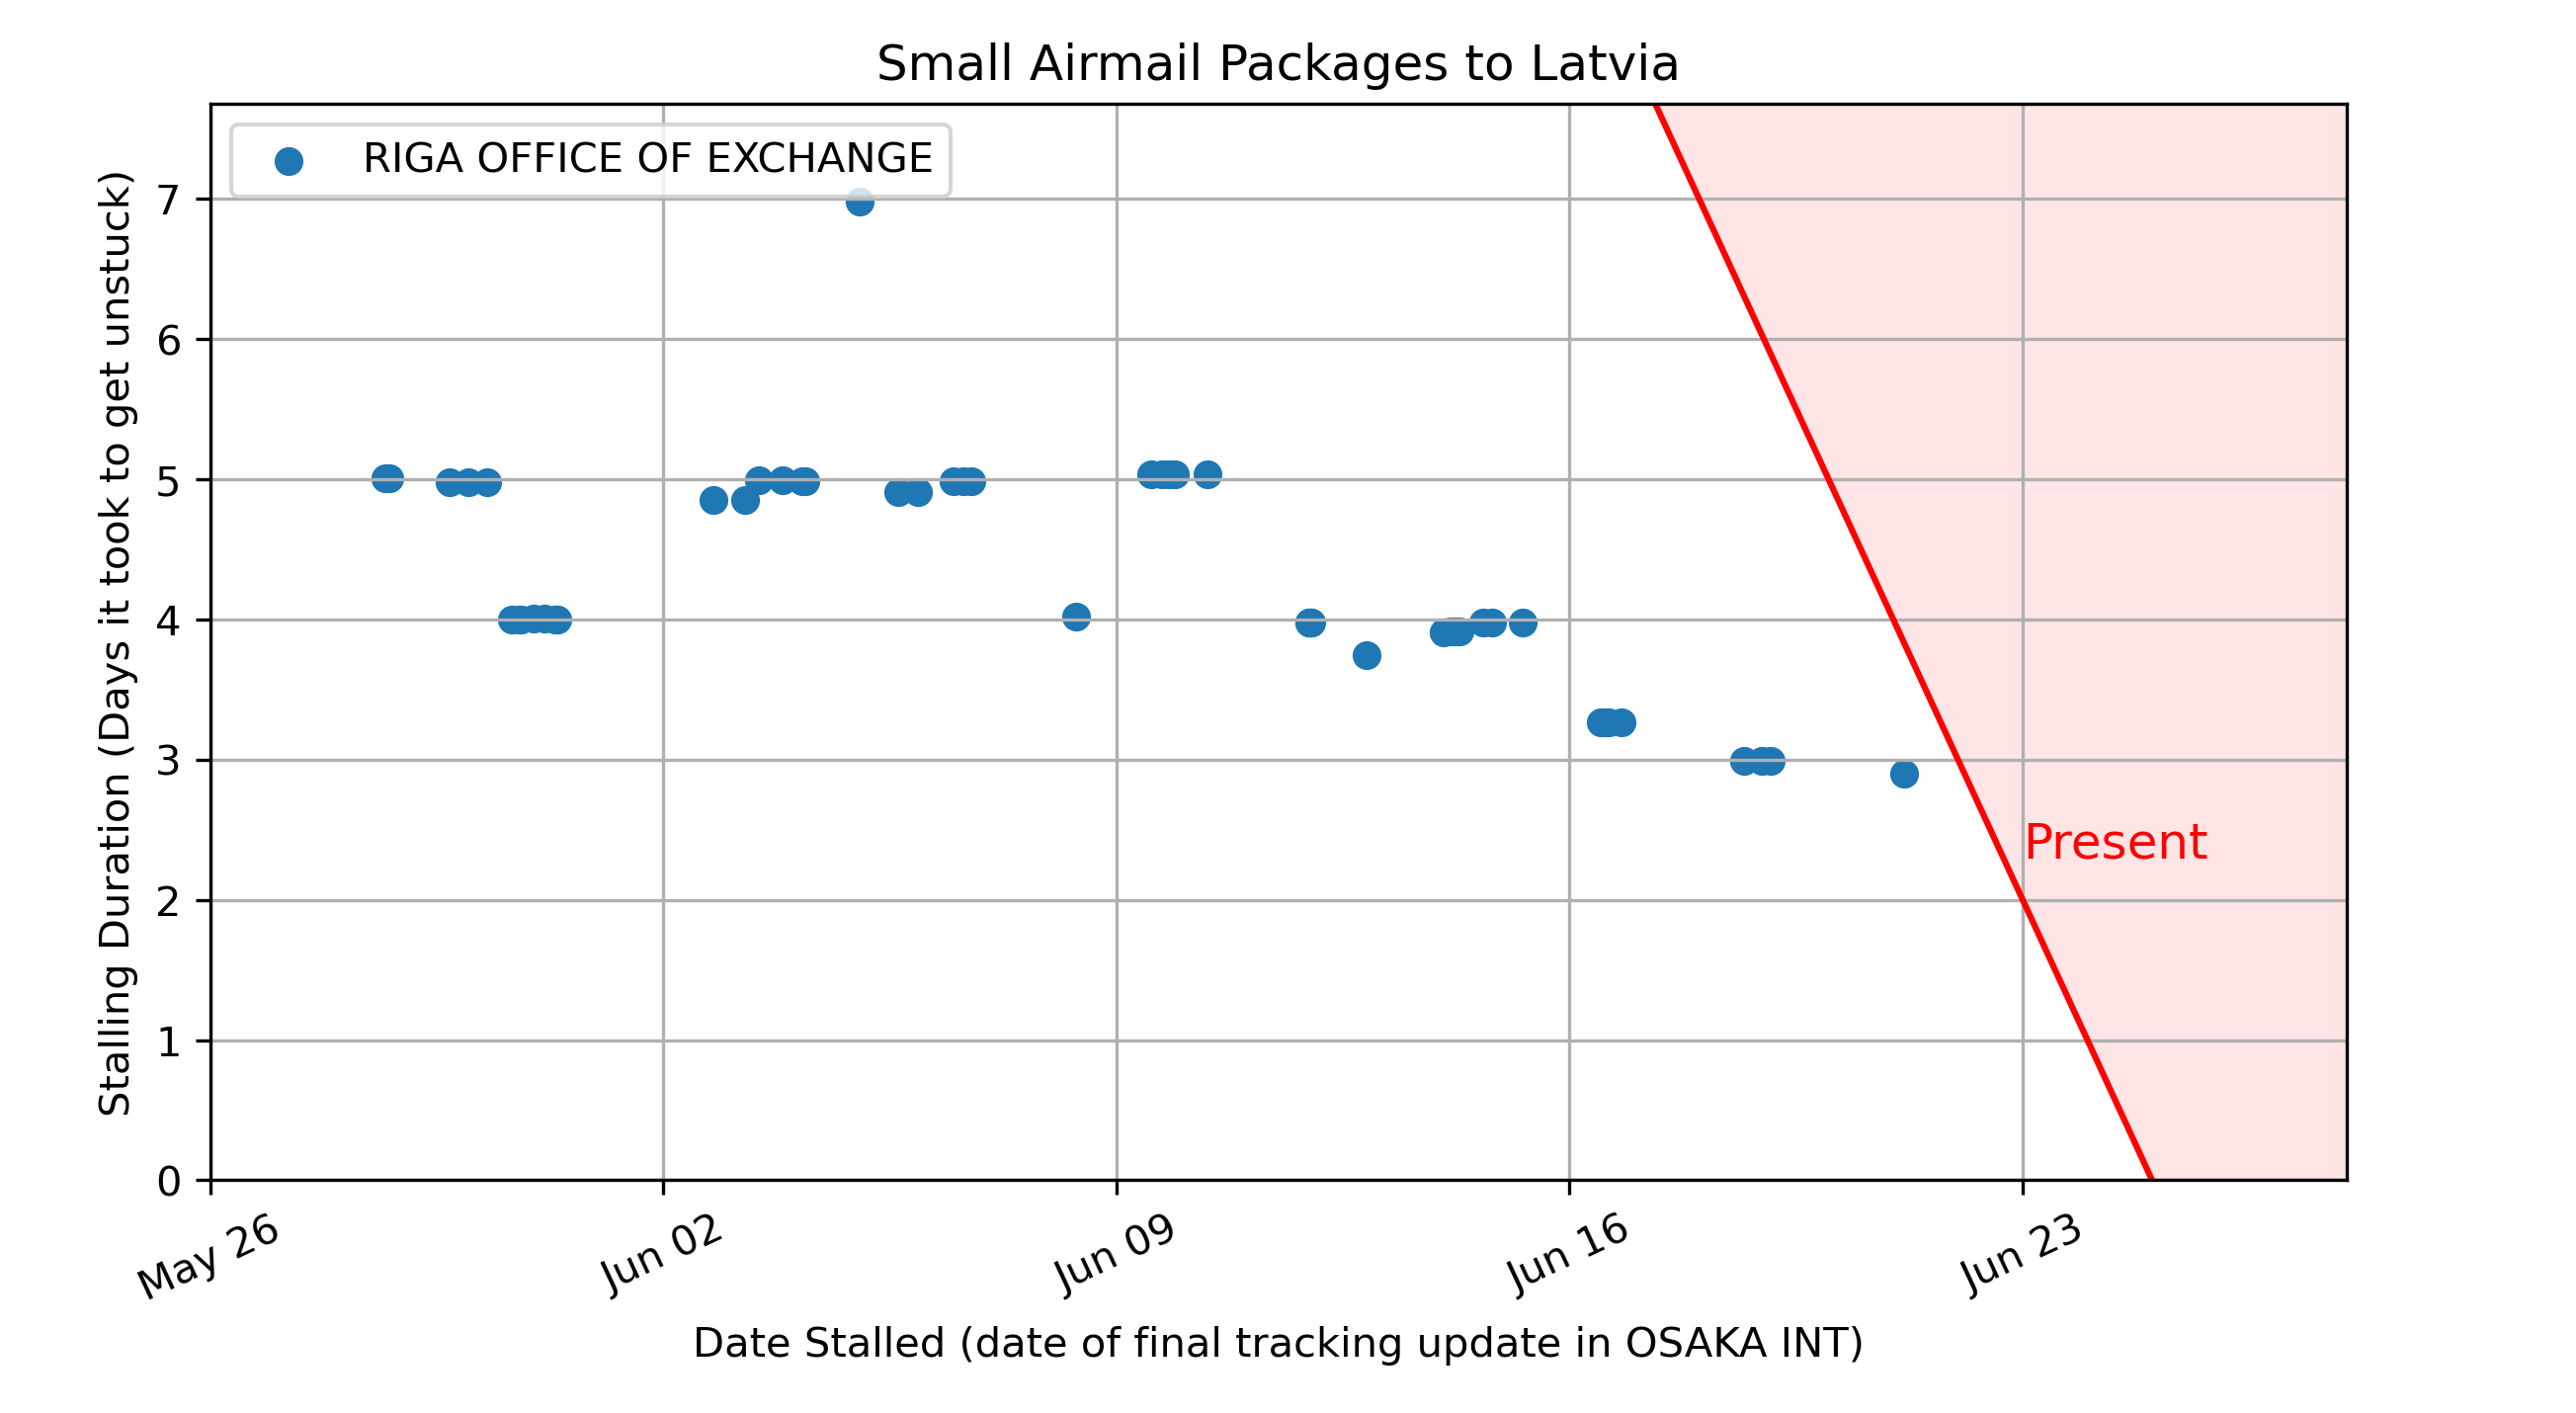 Small Airmail Packages to Latvia
RIGA OFFICE OF EXCHANGE
Stalling Duration (Days it took to get unstuck)
7
6
5
4
3
2
1
0
Present
May 26
Jun 02
Jun 09
Jun 16
Jun 23
Date Stalled (date of final tracking update in OSAKA INT)